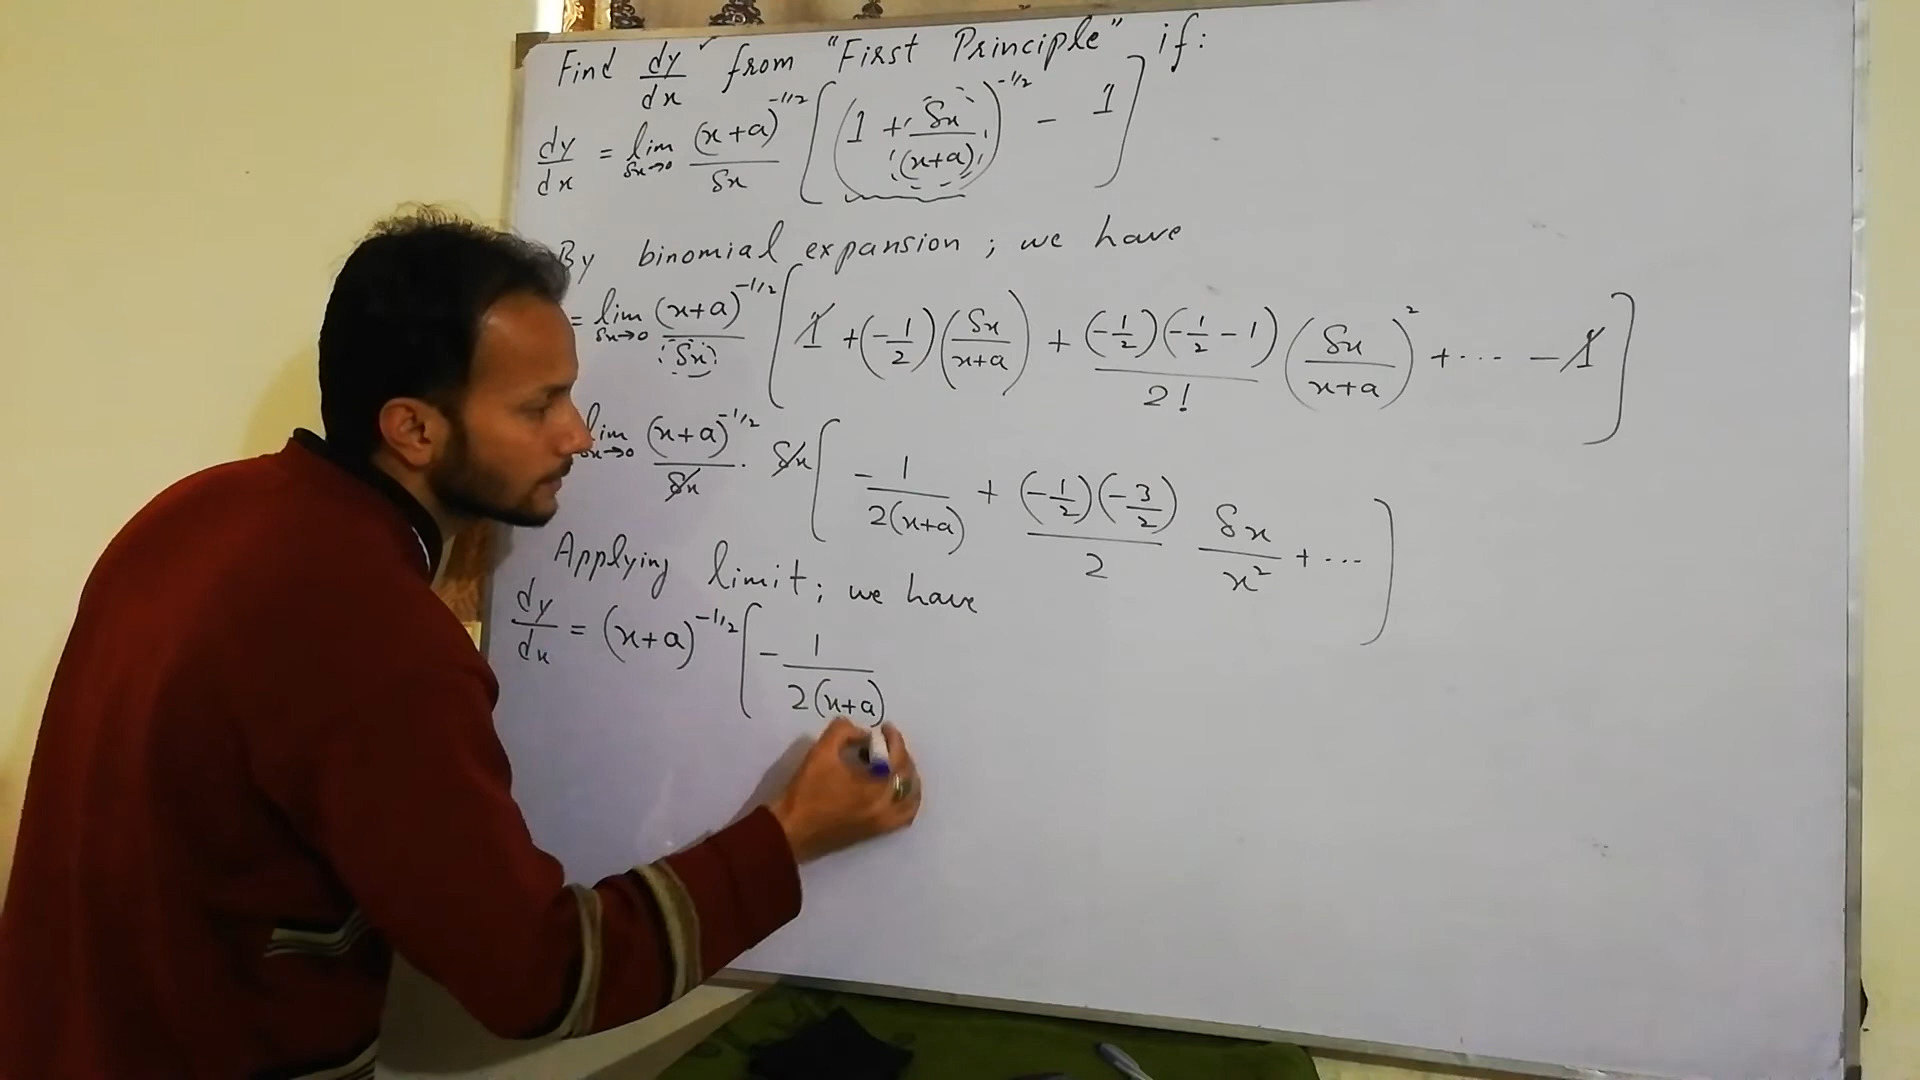 Find dy/dx from "First Principle" if:
dy/dx = lim δx→0 (x+a)^-1/2 / δx [(1 + δx/(x+a))^-1/2 - 1]
By binomial expansion ; we have
= lim δx→0 (x+a)^-1/2 / δx [1 + (-1/2)(δx/x+a) + (-1/2)(-1/2 - 1)/2! (δx/x+a)^2 + ··· - 1]
lim δx→0 (x+a)^-1/2 / δx · δx [-1/2(x+a) + (-1/2)(-3/2)/2 δx/x^2 + ···]
Applying limit; we have
dy/dx = (x+a)^-1/2 [-1/2(x+a)